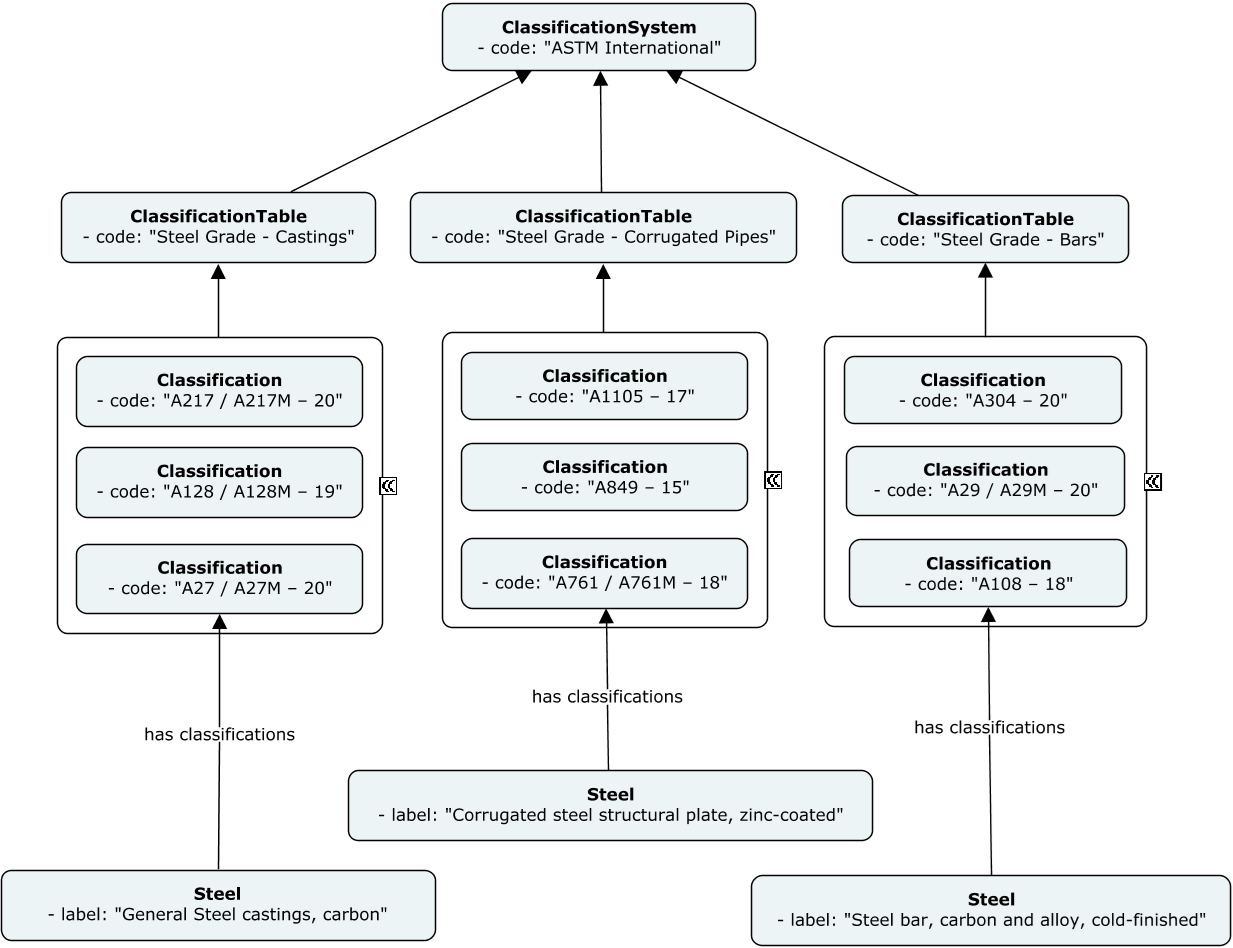 ClassificationSystem
- code: "ASTM International"
ClassificationTable
- code: "Steel Grade - Castings"
ClassificationTable
- code: "Steel Grade - Corrugated Pipes"
ClassificationTable
- code: "Steel Grade - Bars"
Classification
- code: "A217 / A217M – 20"
Classification
- code: "A128 / A128M – 19"
Classification
- code: "A27 / A27M – 20"
Classification
- code: "A1105 – 17"
Classification
- code: "A849 – 15"
Classification
- code: "A761 / A761M – 18"
Classification
- code: "A304 – 20"
Classification
- code: "A29 / A29M – 20"
Classification
- code: "A108 – 18"
has classifications
has classifications
has classifications
Steel
- label: "Corrugated steel structural plate, zinc-coated"
Steel
- label: "General Steel castings, carbon"
Steel
- label: "Steel bar, carbon and alloy, cold-finished"